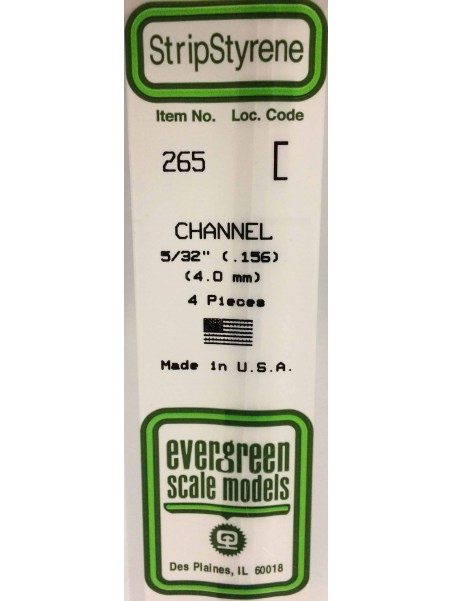 StripStyrene
Item No. Loc. Code
265
CHANNEL
5/32" (.156)
(4.0 mm)
4 Pieces
Made in U.S.A.
evergreen
scale models
Des Plaines, IL 60018